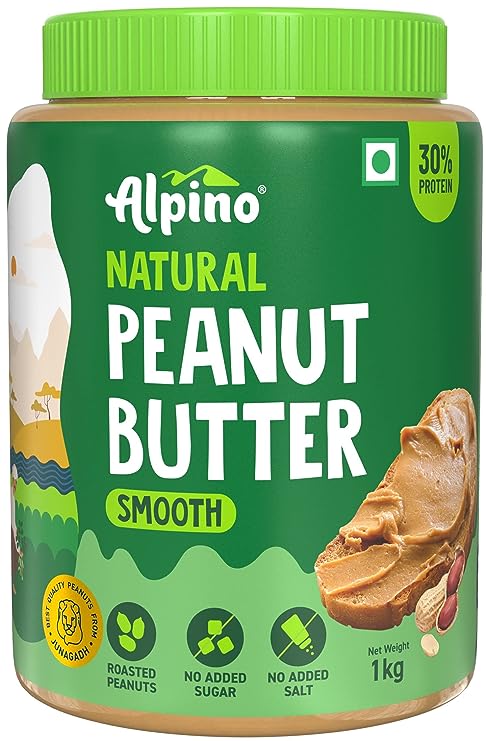 Alpino®
30%
PROTEIN
NATURAL
PEANUT
BUTTER
SMOOTH
BEST QUALITY PEANUTS FROM
JUNAGADH
ROASTED
PEANUTS
NO ADDED
SUGAR
NO ADDED
SALT
Net Weight
1kg